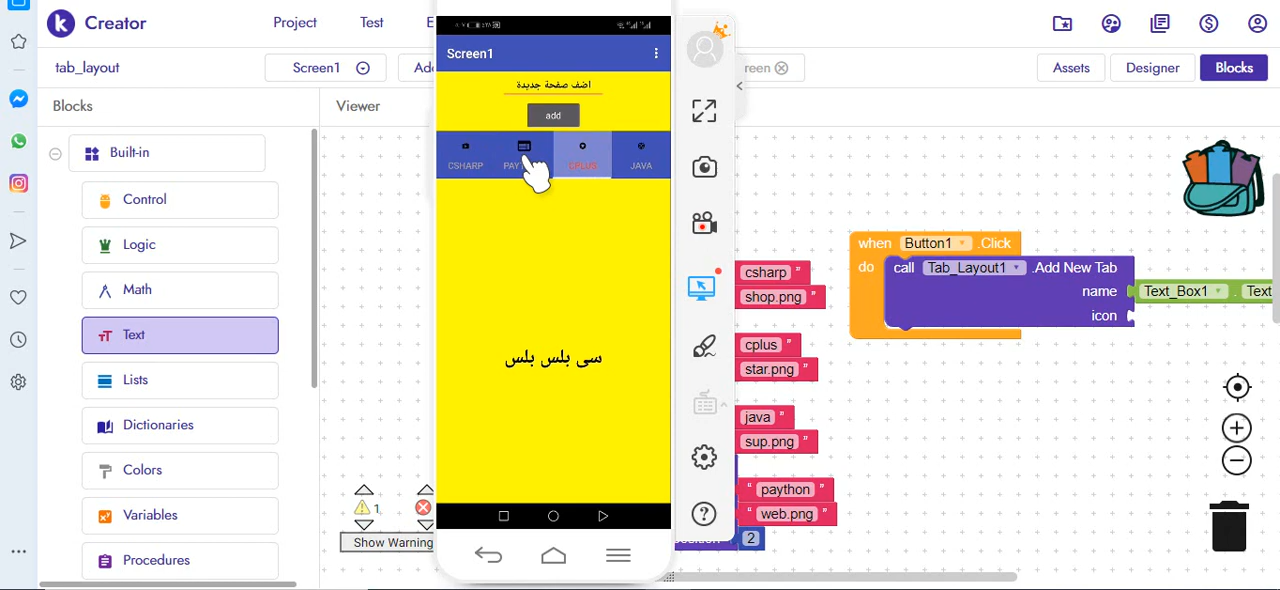 Creator
Project
Test
tab_layout
Screen1
Blocks
Viewer
Built-in
Control
Logic
Math
Text
Lists
Dictionaries
Colors
Variables
Procedures
1
Show Warning
Screen1
اضف صفحة جديدة
add
CSHARP
CPLUS
JAVA
سى بلس بلس
Assets
Designer
Blocks
csharp ”
shop.png ”
cplus ”
star.png ”
java ”
sup.png ”
“ paython ”
“ web.png ”
2
when Button1 .Click
do call Tab_Layout1 .Add New Tab
name Text_Box1 . Text
icon